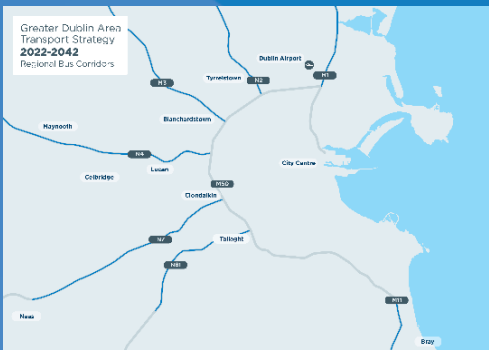 Greater Dublin Area
Transport Strategy
2022-2042
Regional Bus Corridors
Dublin Airport
M1
Tyrrelstown
N2
M3
Blanchardstown
Maynooth
N4
Lucan
City Centre
Celbridge
M50
Clondalkin
N7
Tallaght
N81
M11
Naas
Bray